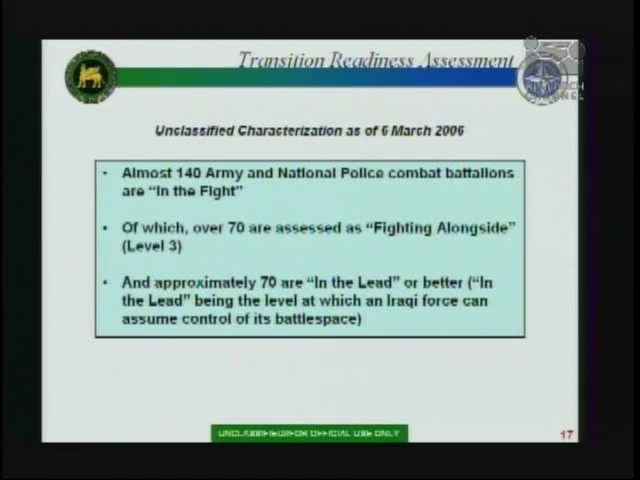 Transition Readiness Assessment
Unclassified Characterization as of 6 March 2006
• Almost 140 Army and National Police combat battalions
are "In the Fight"
• Of which, over 70 are assessed as "Fighting Alongside"
(Level 3)
• And approximately 70 are "In the Lead" or better ("In
the Lead" being the level at which an Iraqi force can
assume control of its battlespace)
UNCLASSIFIED/FOR OFFICIAL USE ONLY
17